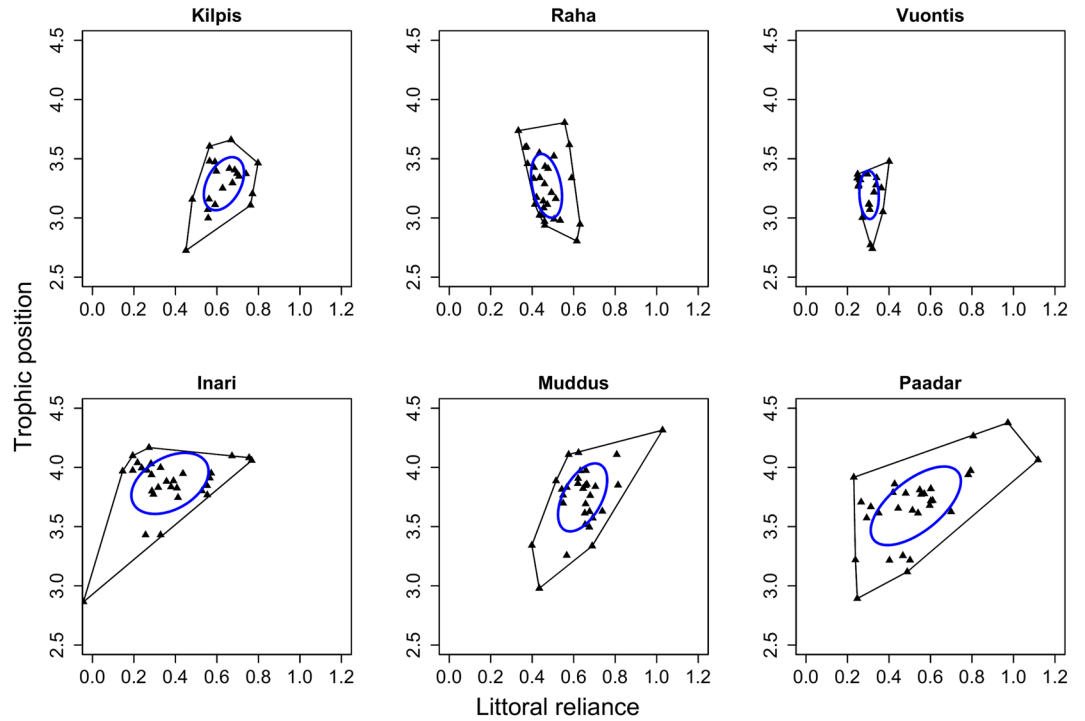 Kilpis Raha Vuontis
4.5 4.5 4.5
4.0 4.0 4.0
3.5 3.5 3.5
3.0 3.0 3.0
2.5 2.5 2.5
0.0 0.2 0.4 0.6 0.8 1.0 1.2 0.0 0.2 0.4 0.6 0.8 1.0 1.2 0.0 0.2 0.4 0.6 0.8 1.0 1.2
Trophic position
Inari Muddus Paadar
4.5 4.5 4.5
4.0 4.0 4.0
3.5 3.5 3.5
3.0 3.0 3.0
2.5 2.5 2.5
0.0 0.2 0.4 0.6 0.8 1.0 1.2 0.0 0.2 0.4 0.6 0.8 1.0 1.2 0.0 0.2 0.4 0.6 0.8 1.0 1.2
Littoral reliance